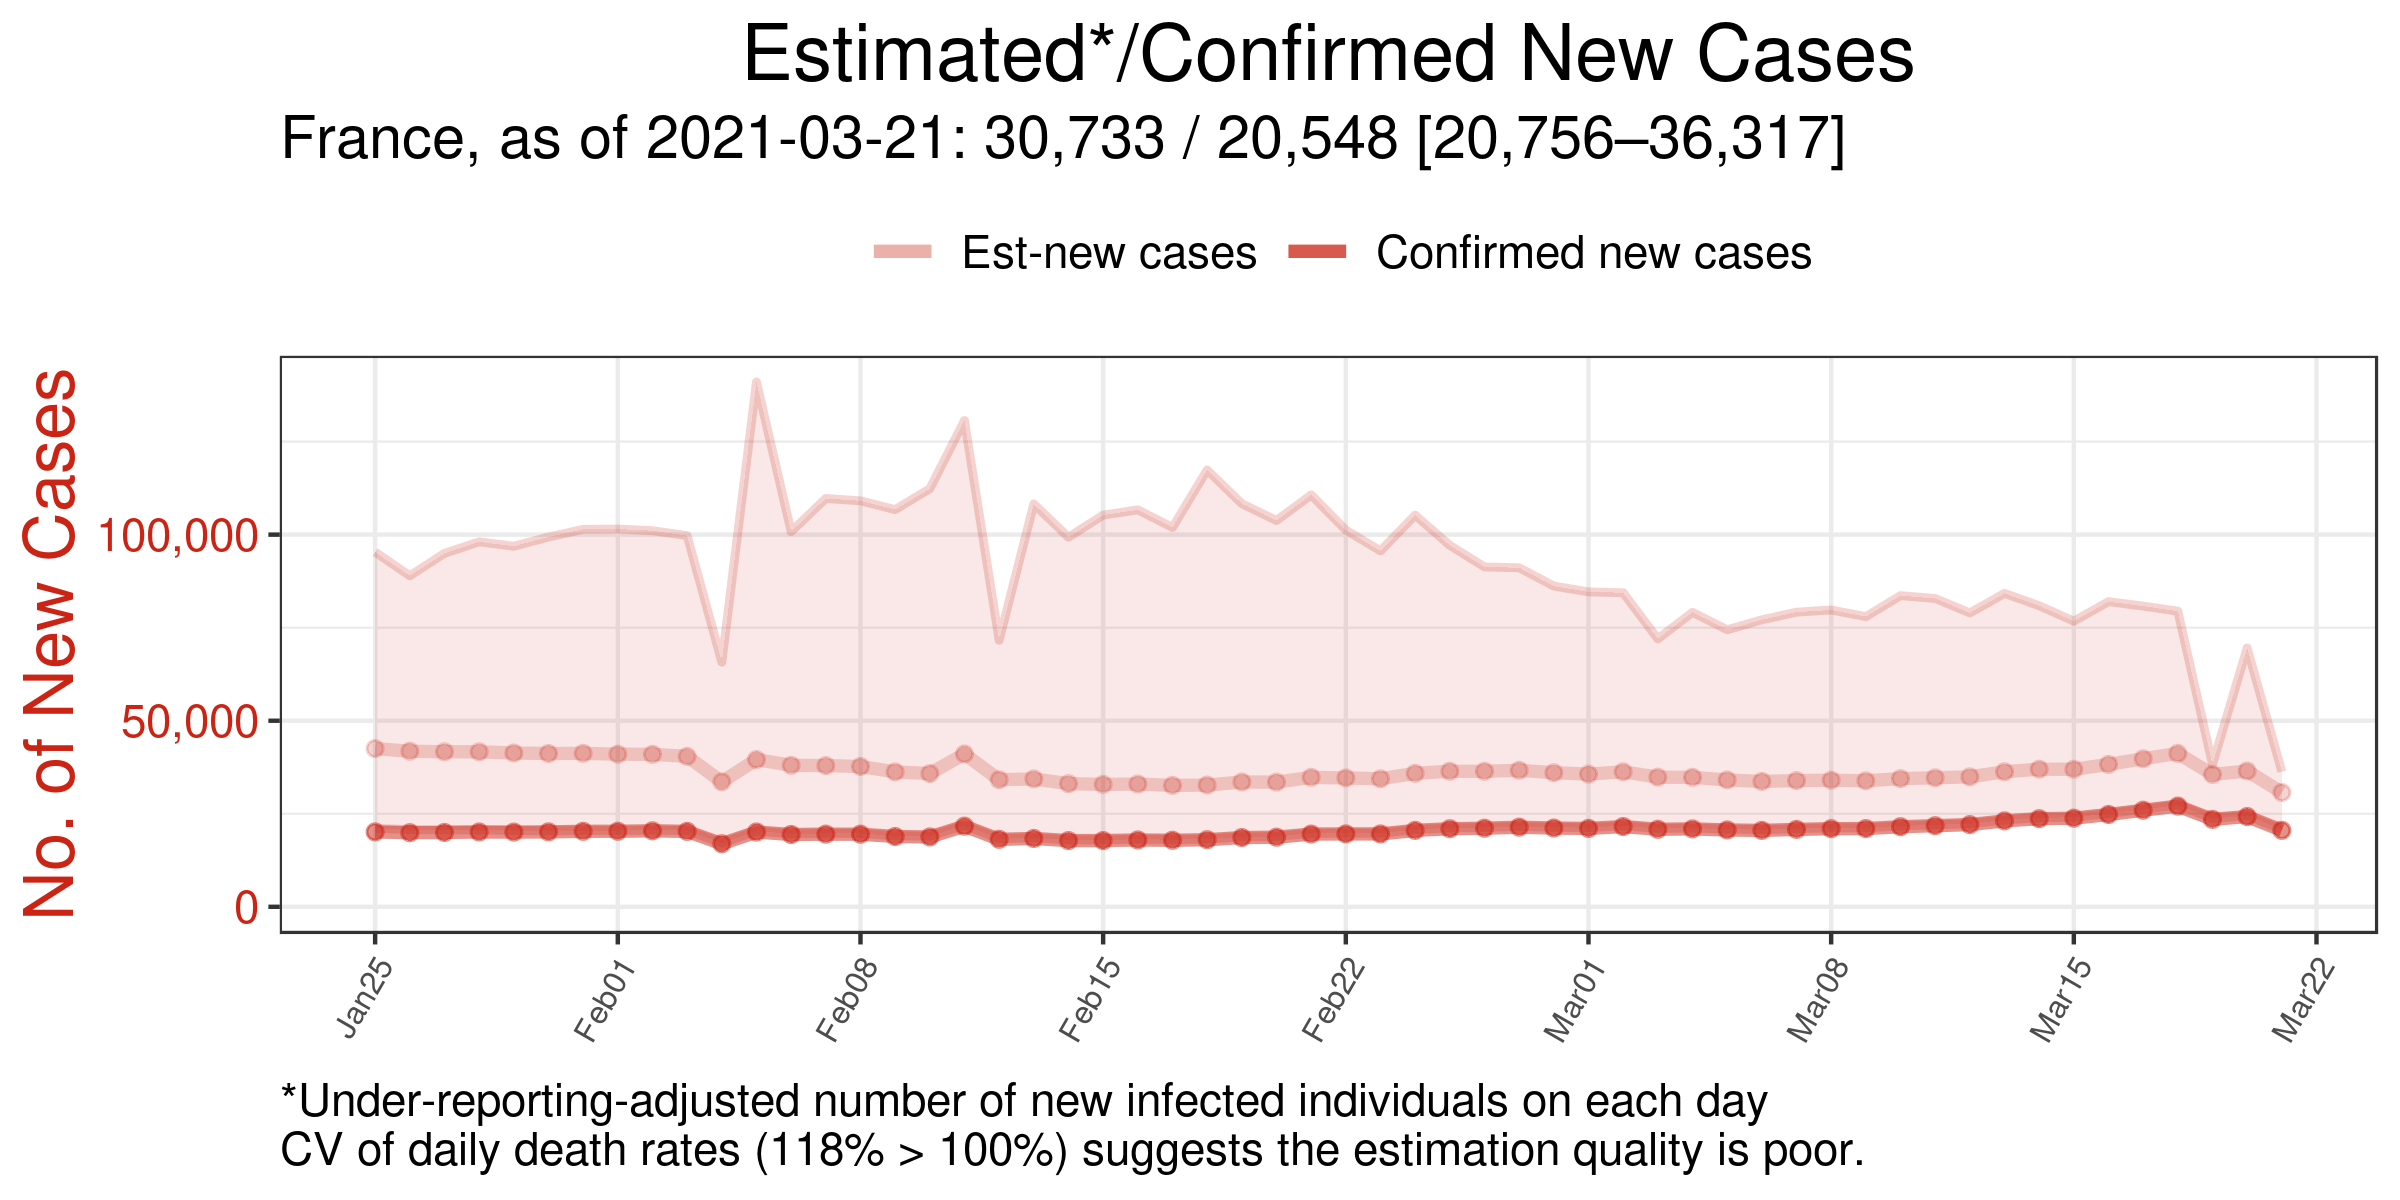 Estimated*/Confirmed New Cases
France, as of 2021-03-21: 30,733 / 20,548 [20,756–36,317]
Est-new cases Confirmed new cases
No. of New Cases
100,000
50,000
0
Jan25 Feb01 Feb08 Feb15 Feb22 Mar01 Mar08 Mar15 Mar22
*Under-reporting-adjusted number of new infected individuals on each day
CV of daily death rates (118% > 100%) suggests the estimation quality is poor.